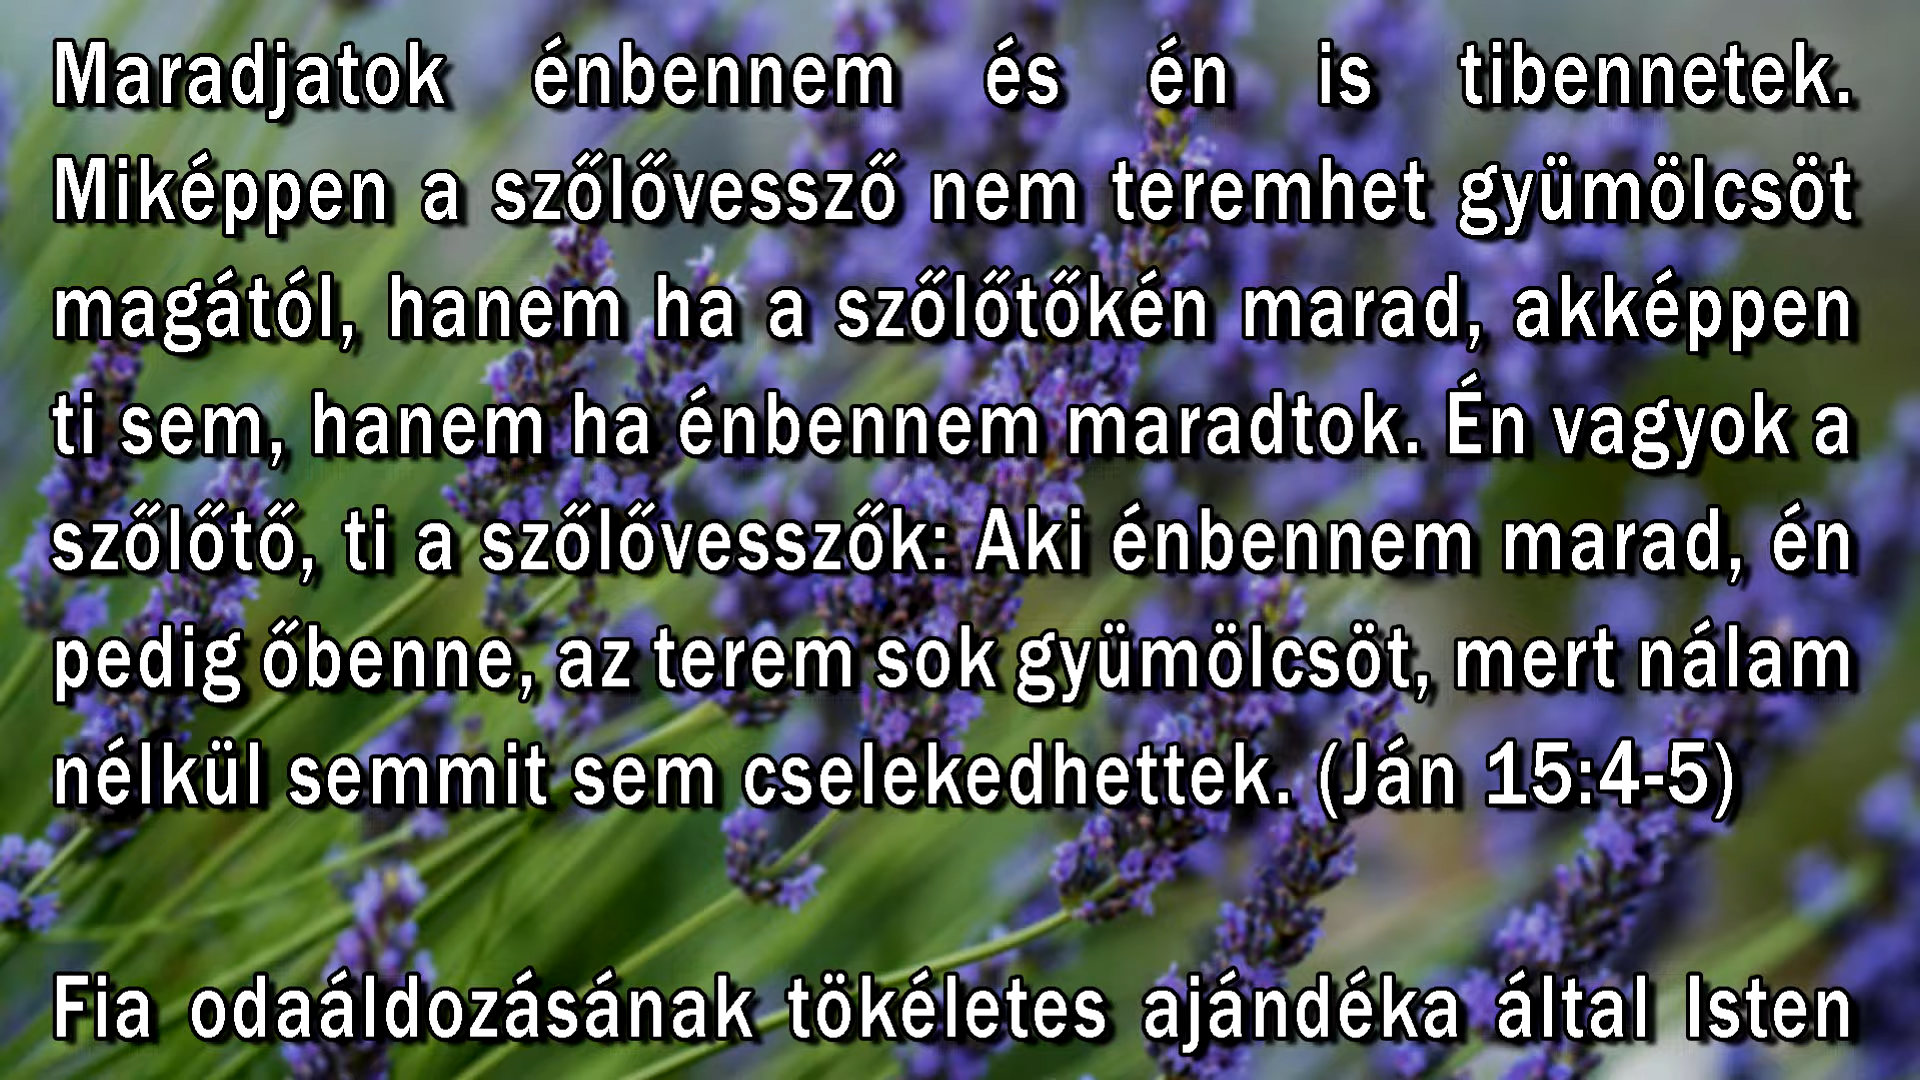 Maradjatok énbennem és én is tibennetek.
Miképpen a szőlővessző nem teremhet gyümölcsöt
magától, hanem ha a szőlőtőkén marad, akképpen
ti sem, hanem ha énbennem maradtok. Én vagyok a
szőlőtő, ti a szőlővesszők: Aki énbennem marad, én
pedig őbenne, az terem sok gyümölcsöt, mert nálam
nélkül semmit sem cselekedhettek. (Ján 15:4-5)
Fia odaáldozásának tökéletes ajándéka által Isten